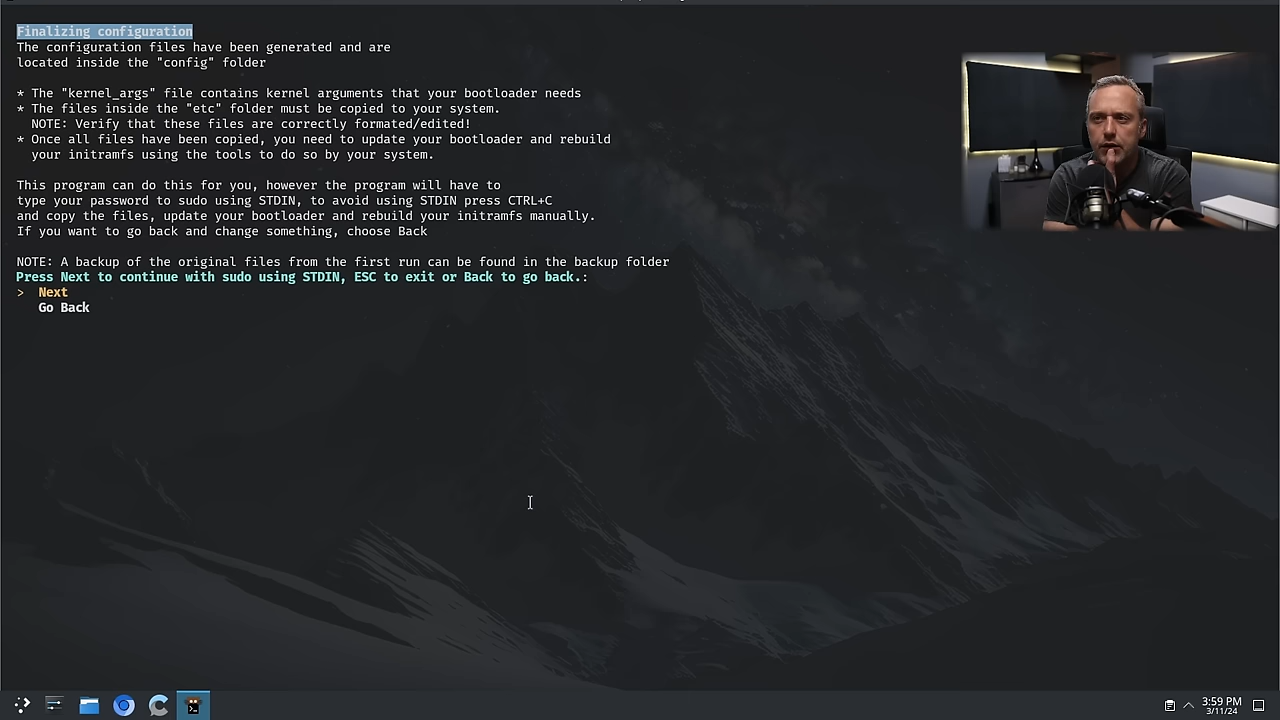 Finalizing configuration
The configuration files have been generated and are
located inside the "config" folder
* The "kernel_args" file contains kernel arguments that your bootloader needs
* The files inside the "etc" folder must be copied to your system.
NOTE: Verify that these files are correctly formated/edited!
* Once all files have been copied, you need to update your bootloader and rebuild
your initramfs using the tools to do so by your system.
This program can do this for you, however the program will have to
type your password to sudo using STDIN, to avoid using STDIN press CTRL+C
and copy the files, update your bootloader and rebuild your initramfs manually.
If you want to go back and change something, choose Back
NOTE: A backup of the original files from the first run can be found in the backup folder
Press Next to continue with sudo using STDIN, ESC to exit or Back to go back.:
> Next
Go Back
3:59 PM
3/11/24